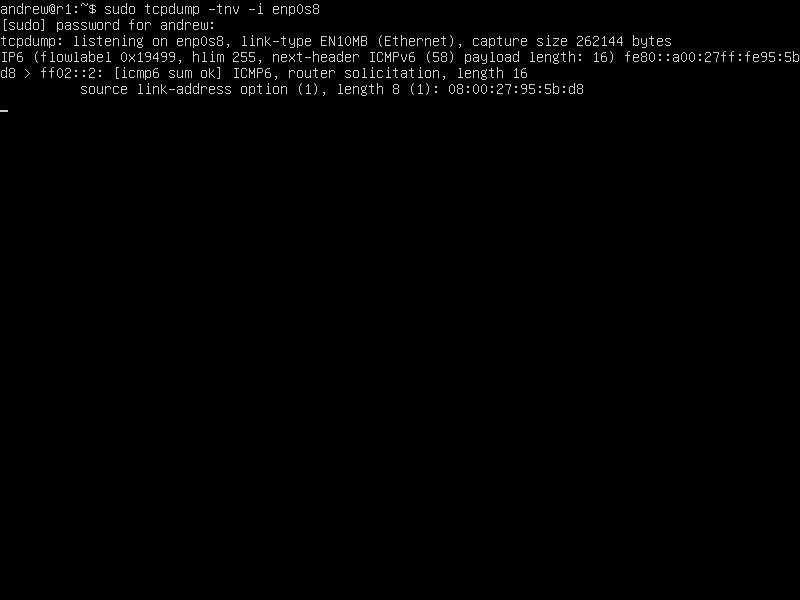 andrew@r1:~$ sudo tcpdump -tnv -i enp0s8
[sudo] password for andrew:
tcpdump: listening on enp0s8, link-type EN10MB (Ethernet), capture size 262144 bytes
IP6 (flowlabel 0x19499, hlim 255, next-header ICMPv6 (58) payload length: 16) fe80::a00:27ff:fe95:5b
d8 > ff02::2: [icmp6 sum ok] ICMP6, router solicitation, length 16
          source link-address option (1), length 8 (1): 08:00:27:95:5b:d8